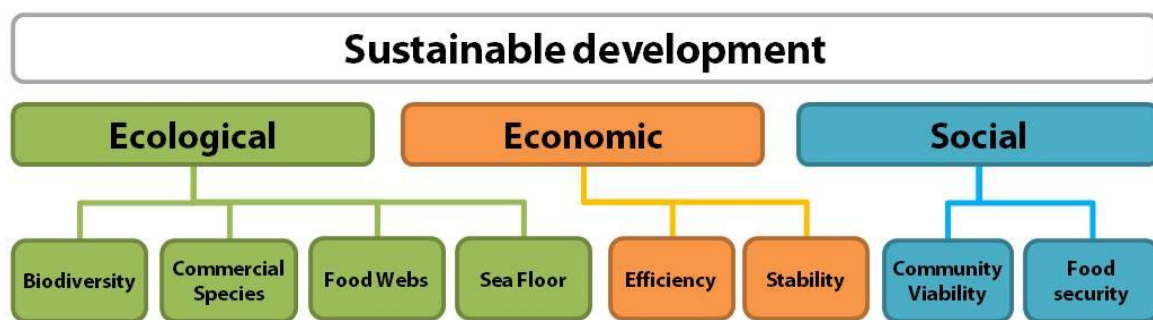 Sustainable development
Ecological
Economic
Social
Biodiversity
Commercial
Species
Food Webs
Sea Floor
Efficiency
Stability
Community
Viability
Food
security